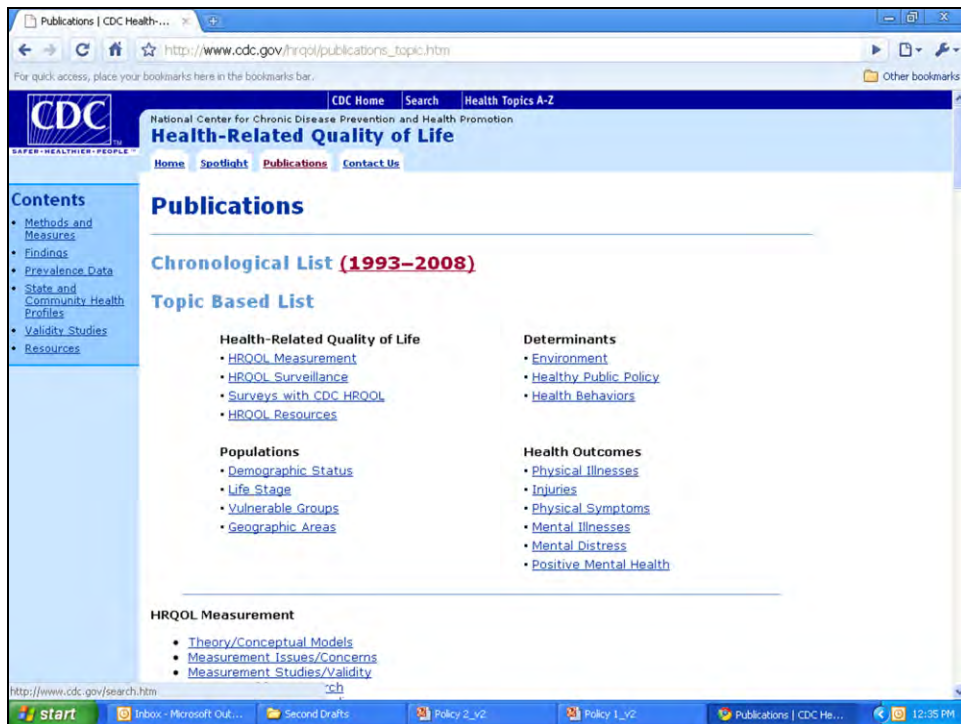 Publications | CDC Health-...
http://www.cdc.gov/hrqol/publications_topic.htm
For quick access, place your bookmarks here in the bookmarks bar.
Other bookmarks
CDC Home Search Health Topics A-Z
CDC
TM
SAFER•HEALTHIER•PEOPLE™
National Center for Chronic Disease Prevention and Health Promotion
Health-Related Quality of Life
Home Spotlight Publications Contact Us
Contents
• Methods and
Measures
• Findings
• Prevalence Data
• State and
Community Health
Profiles
• Validity Studies
• Resources
Publications
Chronological List (1993–2008)
Topic Based List
Health-Related Quality of Life
• HRQOL Measurement
• HRQOL Surveillance
• Surveys with CDC HRQOL
• HRQOL Resources
Determinants
• Environment
• Healthy Public Policy
• Health Behaviors
Populations
• Demographic Status
• Life Stage
• Vulnerable Groups
• Geographic Areas
Health Outcomes
• Physical Illnesses
• Injuries
• Physical Symptoms
• Mental Illnesses
• Mental Distress
• Positive Mental Health
HRQOL Measurement
• Theory/Conceptual Models
• Measurement Issues/Concerns
• Measurement Studies/Validity
http://www.cdc.gov/search.htm
start Inbox - Microsoft Out... Second Drafts Policy 2_v2 Policy 1_v2 Publications | CDC He... 12:35 PM